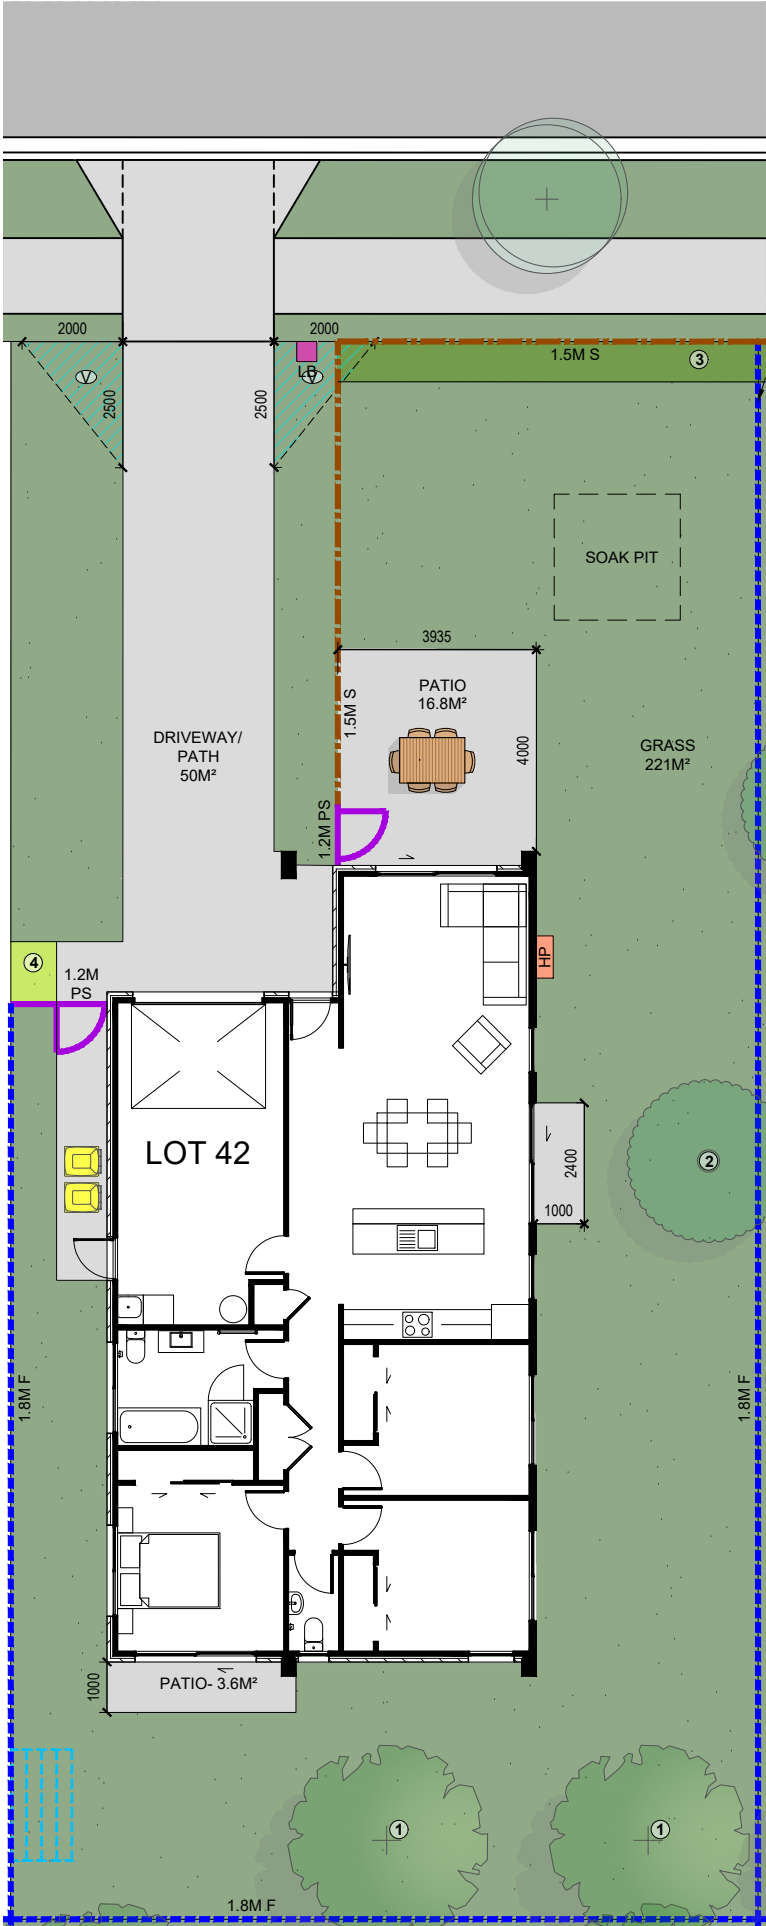 2000
2000
1.5M S
3
V
LB
V
2500
2500
SOAK PIT
3935
PATIO
16.8M²
1.5M S
DRIVEWAY/
PATH
50M²
4000
GRASS
221M²
1.2M PS
4
1.2M
PS
HP
LOT 42
2
2400
1000
1.8M F
1.8M F
1000
PATIO- 3.6M²
1
1
1.8M F